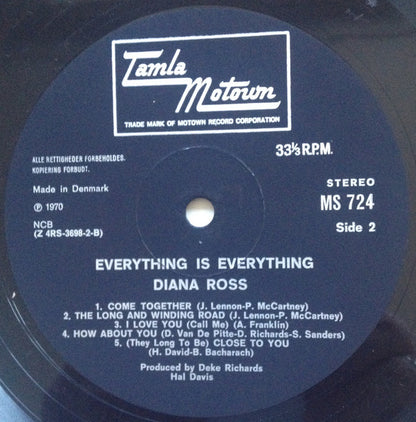 Tamla
Motown
TRADE MARK OF MOTOWN RECORD CORPORATION
33⅓ R.P.M.
ALLE RETTIGHEDER FORBEHOLDES.
KOPIERING FORBUDT.
Made in Denmark
℗ 1970
NCB
(Z 4RS-3698-2-B)
STEREO
MS 724
Side 2
EVERYTHING IS EVERYTHING
DIANA ROSS
1. COME TOGETHER (J. Lennon-P. McCartney)
2. THE LONG AND WINDING ROAD (J. Lennon-P. McCartney)
3. I LOVE YOU (Call Me) (A. Franklin)
4. HOW ABOUT YOU (D. Van De Pitte-D. Richards-S. Sanders)
5. (They Long To Be) CLOSE TO YOU
(H. David-B. Bacharach)
Produced by Deke Richards
Hal Davis